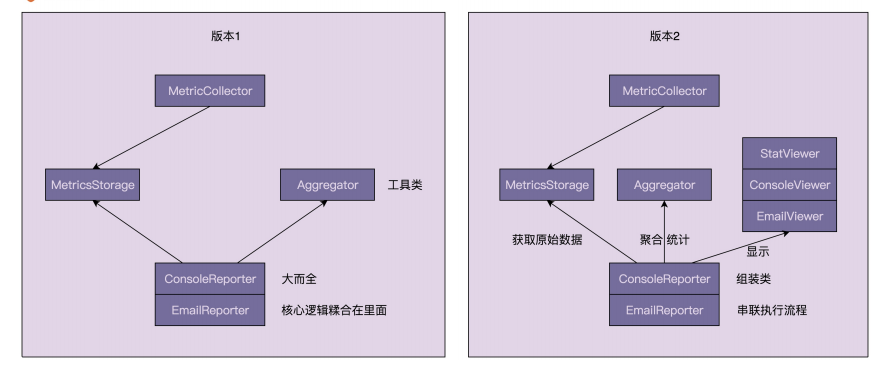 版本1
MetricCollector
MetricsStorage
Aggregator
工具类
ConsoleReporter
大而全
EmailReporter
核心逻辑糅合在里面
版本2
MetricCollector
StatViewer
MetricsStorage
Aggregator
ConsoleViewer
EmailViewer
获取原始数据
聚合 统计
显示
ConsoleReporter
组装类
EmailReporter
串联执行流程